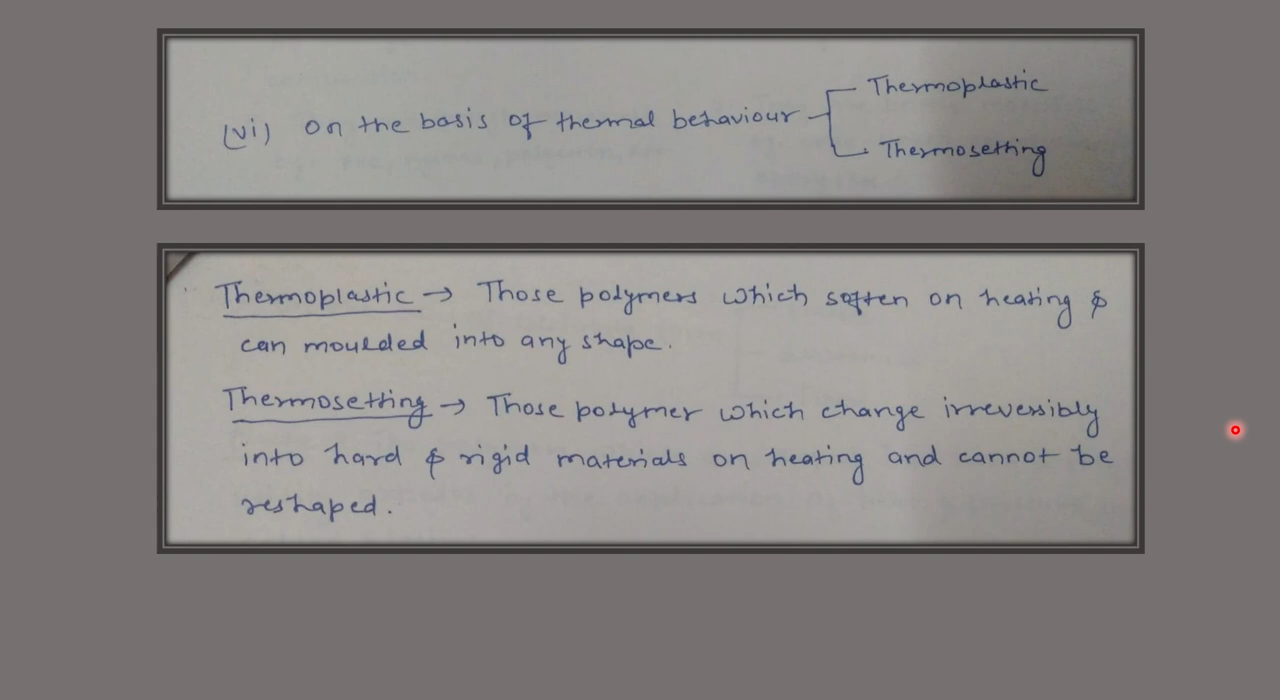 (vi) on the basis of thermal behaviour
Thermoplastic
Thermosetting
Thermoplastic → Those polymers which soften on heating &
can moulded into any shape.
Thermosetting → Those polymer which change irreversibly
into hard & rigid materials on heating and cannot be
reshaped.